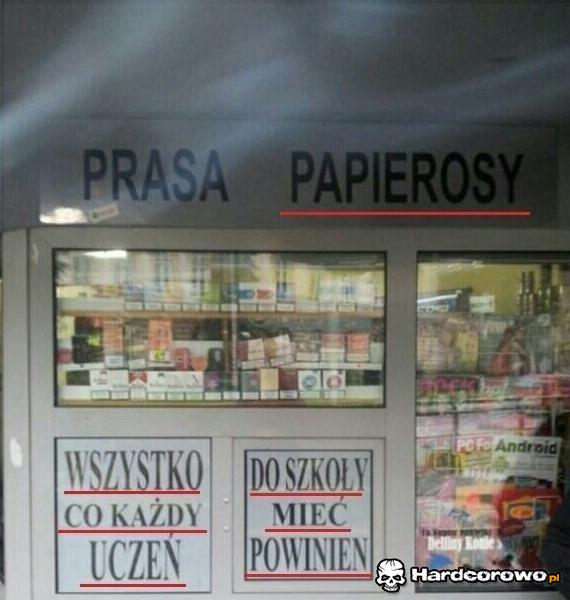 PRASA PAPIEROSY
WSZYSTKO
CO KAŻDY
UCZEŃ
DO SZKOŁY
MIEĆ
POWINIEN
Android
Hardcorowo.pl